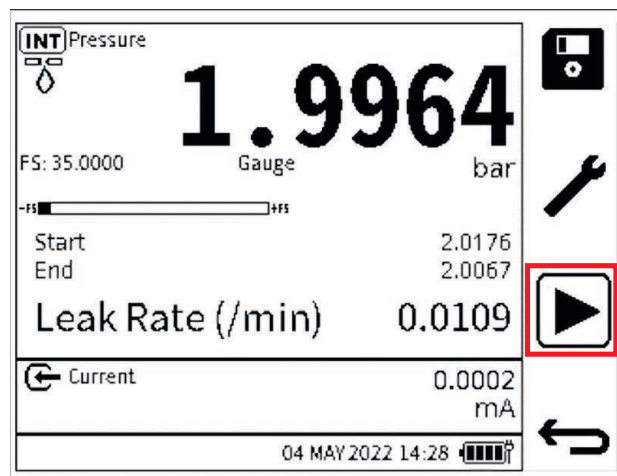 INT Pressure
1.9964
FS: 35.0000 Gauge bar
-FS +FS
Start 2.0176
End 2.0067
Leak Rate (/min) 0.0109
Current 0.0002
mA
04 MAY 2022 14:28